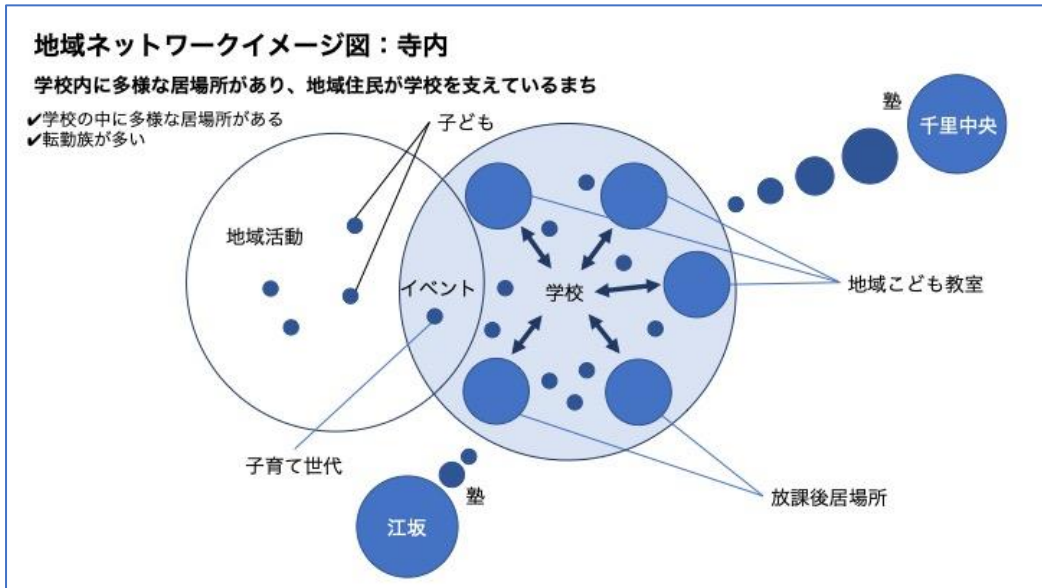 地域ネットワークイメージ図：寺内
学校内に多様な居場所があり、地域住民が学校を支えているまち
✔学校の中に多様な居場所がある
✔転勤族が多い
子ども
塾
千里中央
地域活動
イベント
学校
地域こども教室
子育て世代
塾
放課後居場所
江坂